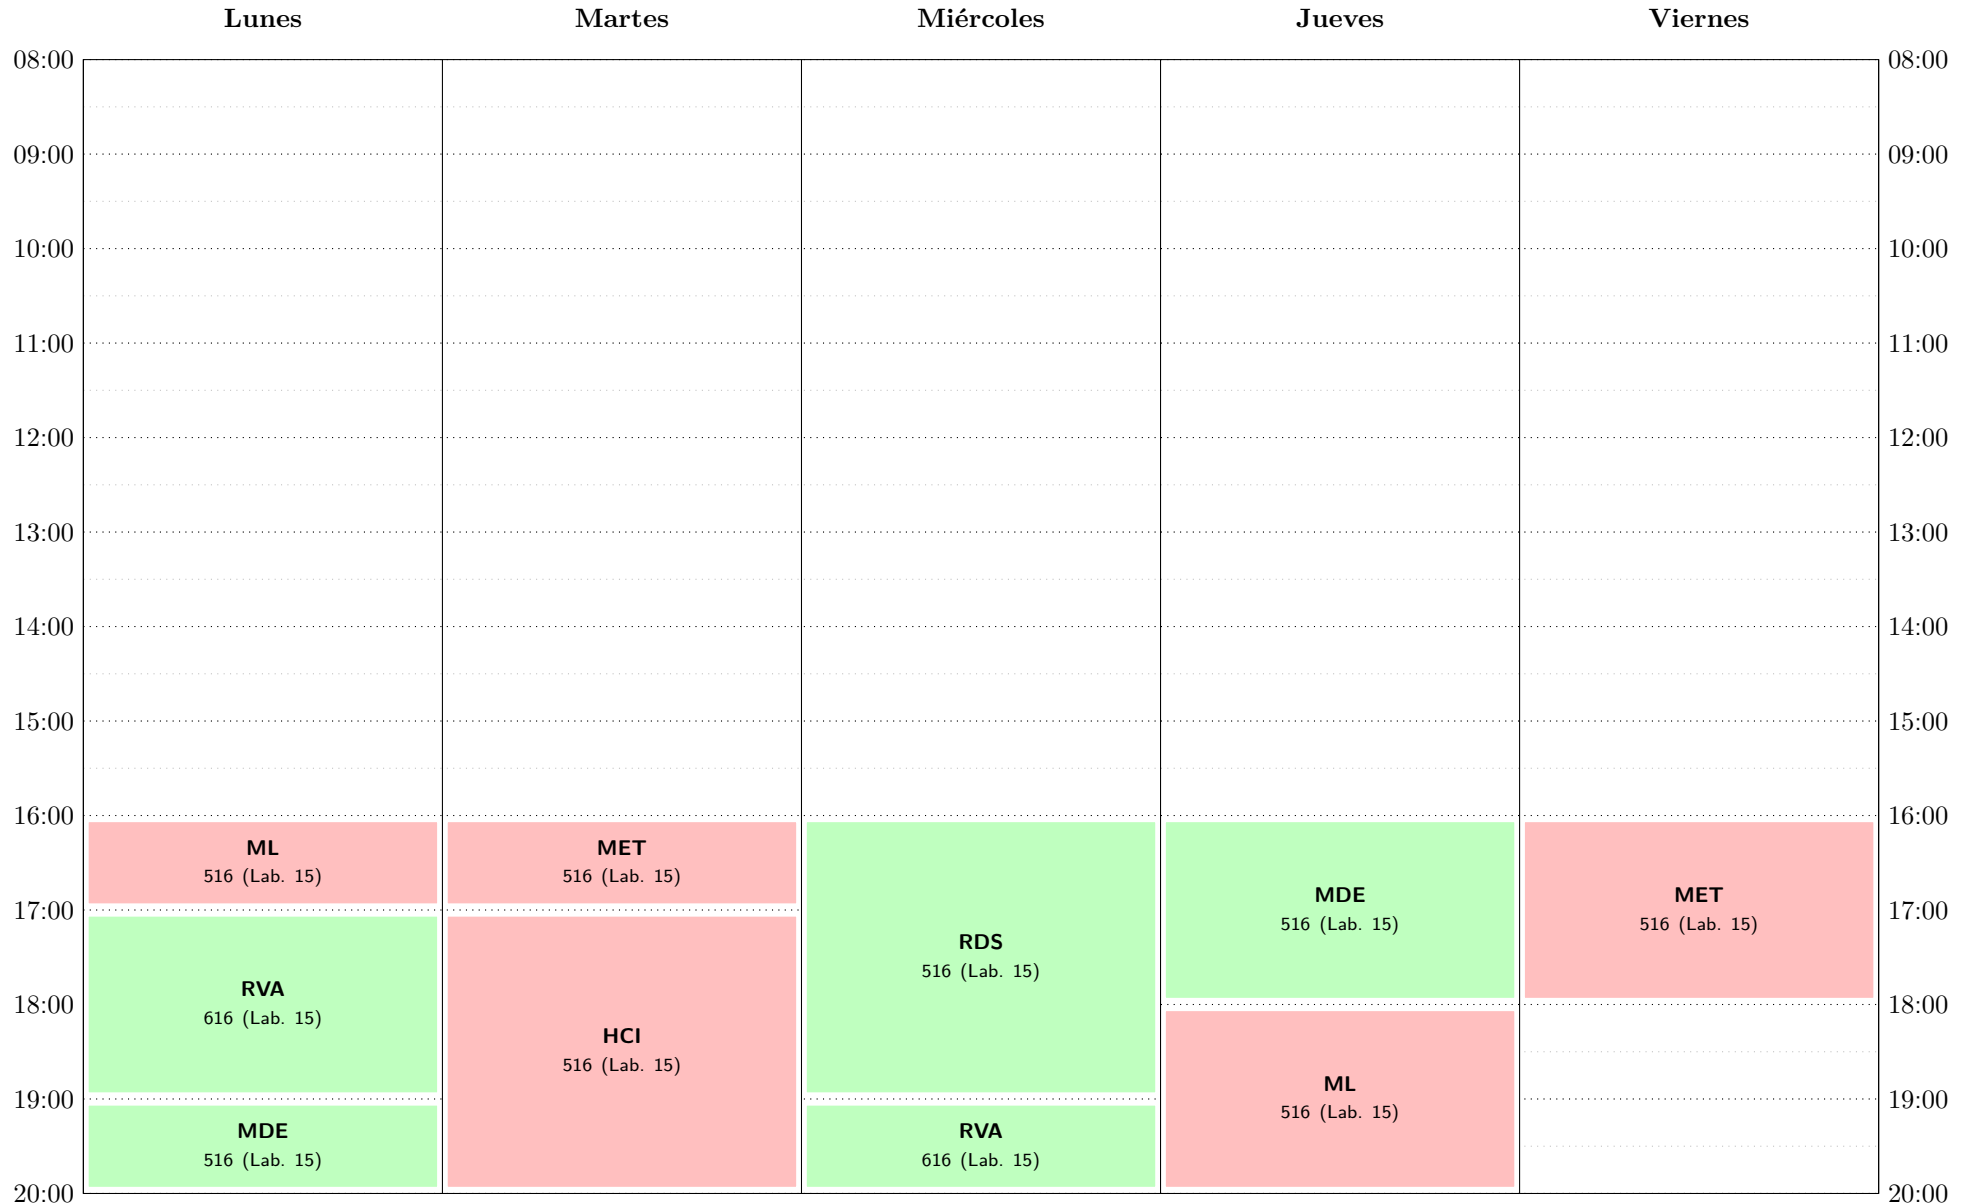 Lunes Martes Miércoles Jueves Viernes
08:00 08:00
09:00 09:00
10:00 10:00
11:00 11:00
12:00 12:00
13:00 13:00
14:00 14:00
15:00 15:00
16:00 16:00
ML
516 (Lab. 15)
MET
516 (Lab. 15)
MDE
516 (Lab. 15)
MET
516 (Lab. 15)
17:00 17:00
RDS
516 (Lab. 15)
RVA
616 (Lab. 15)
18:00 18:00
HCI
516 (Lab. 15)
ML
516 (Lab. 15)
19:00 19:00
MDE
516 (Lab. 15)
RVA
616 (Lab. 15)
20:00 20:00